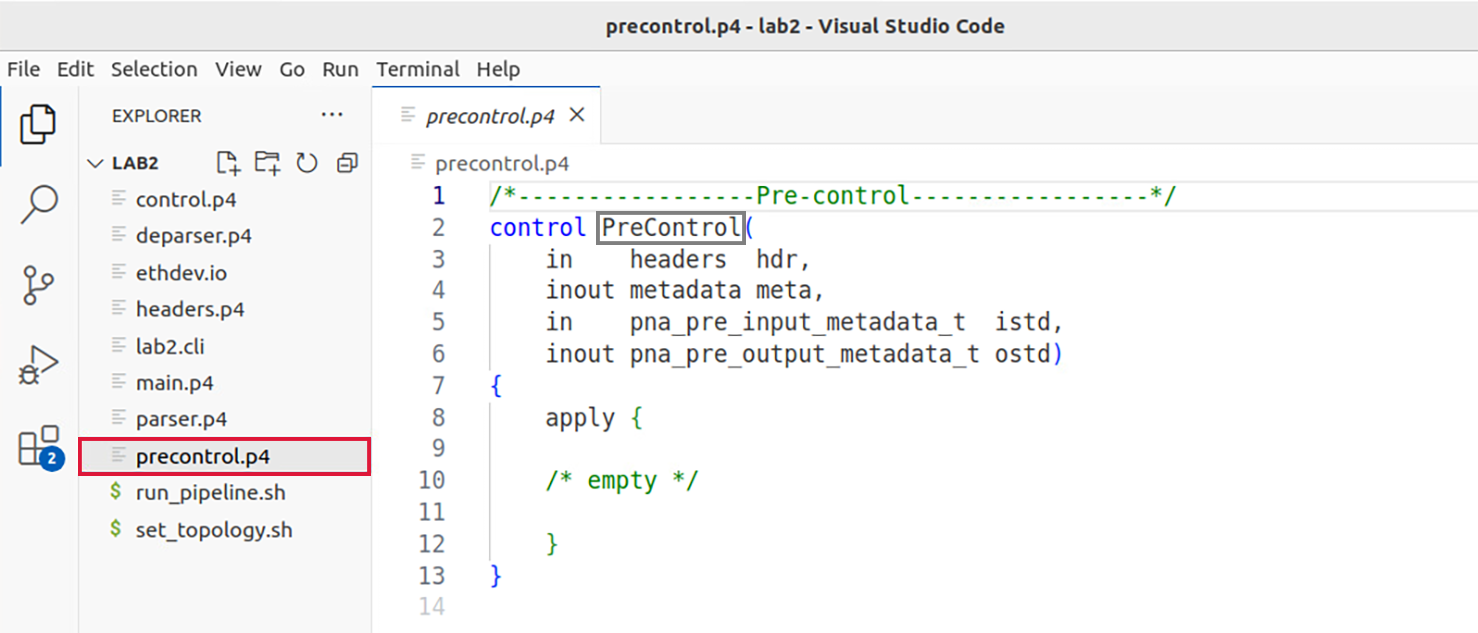 precontrol.p4 - lab2 - Visual Studio Code
File Edit Selection View Go Run Terminal Help
EXPLORER ···
LAB2
control.p4
deparser.p4
ethdev.io
headers.p4
lab2.cli
main.p4
parser.p4
precontrol.p4
$ run_pipeline.sh
$ set_topology.sh
2
precontrol.p4 ×
precontrol.p4
1 /*-----------------Pre-control-----------------*/
2 control PreControl(
3     in    headers  hdr,
4     inout metadata meta,
5     in    pna_pre_input_metadata_t  istd,
6     inout pna_pre_output_metadata_t ostd)
7 {
8     apply {
9
10     /* empty */
11
12     }
13 }
14